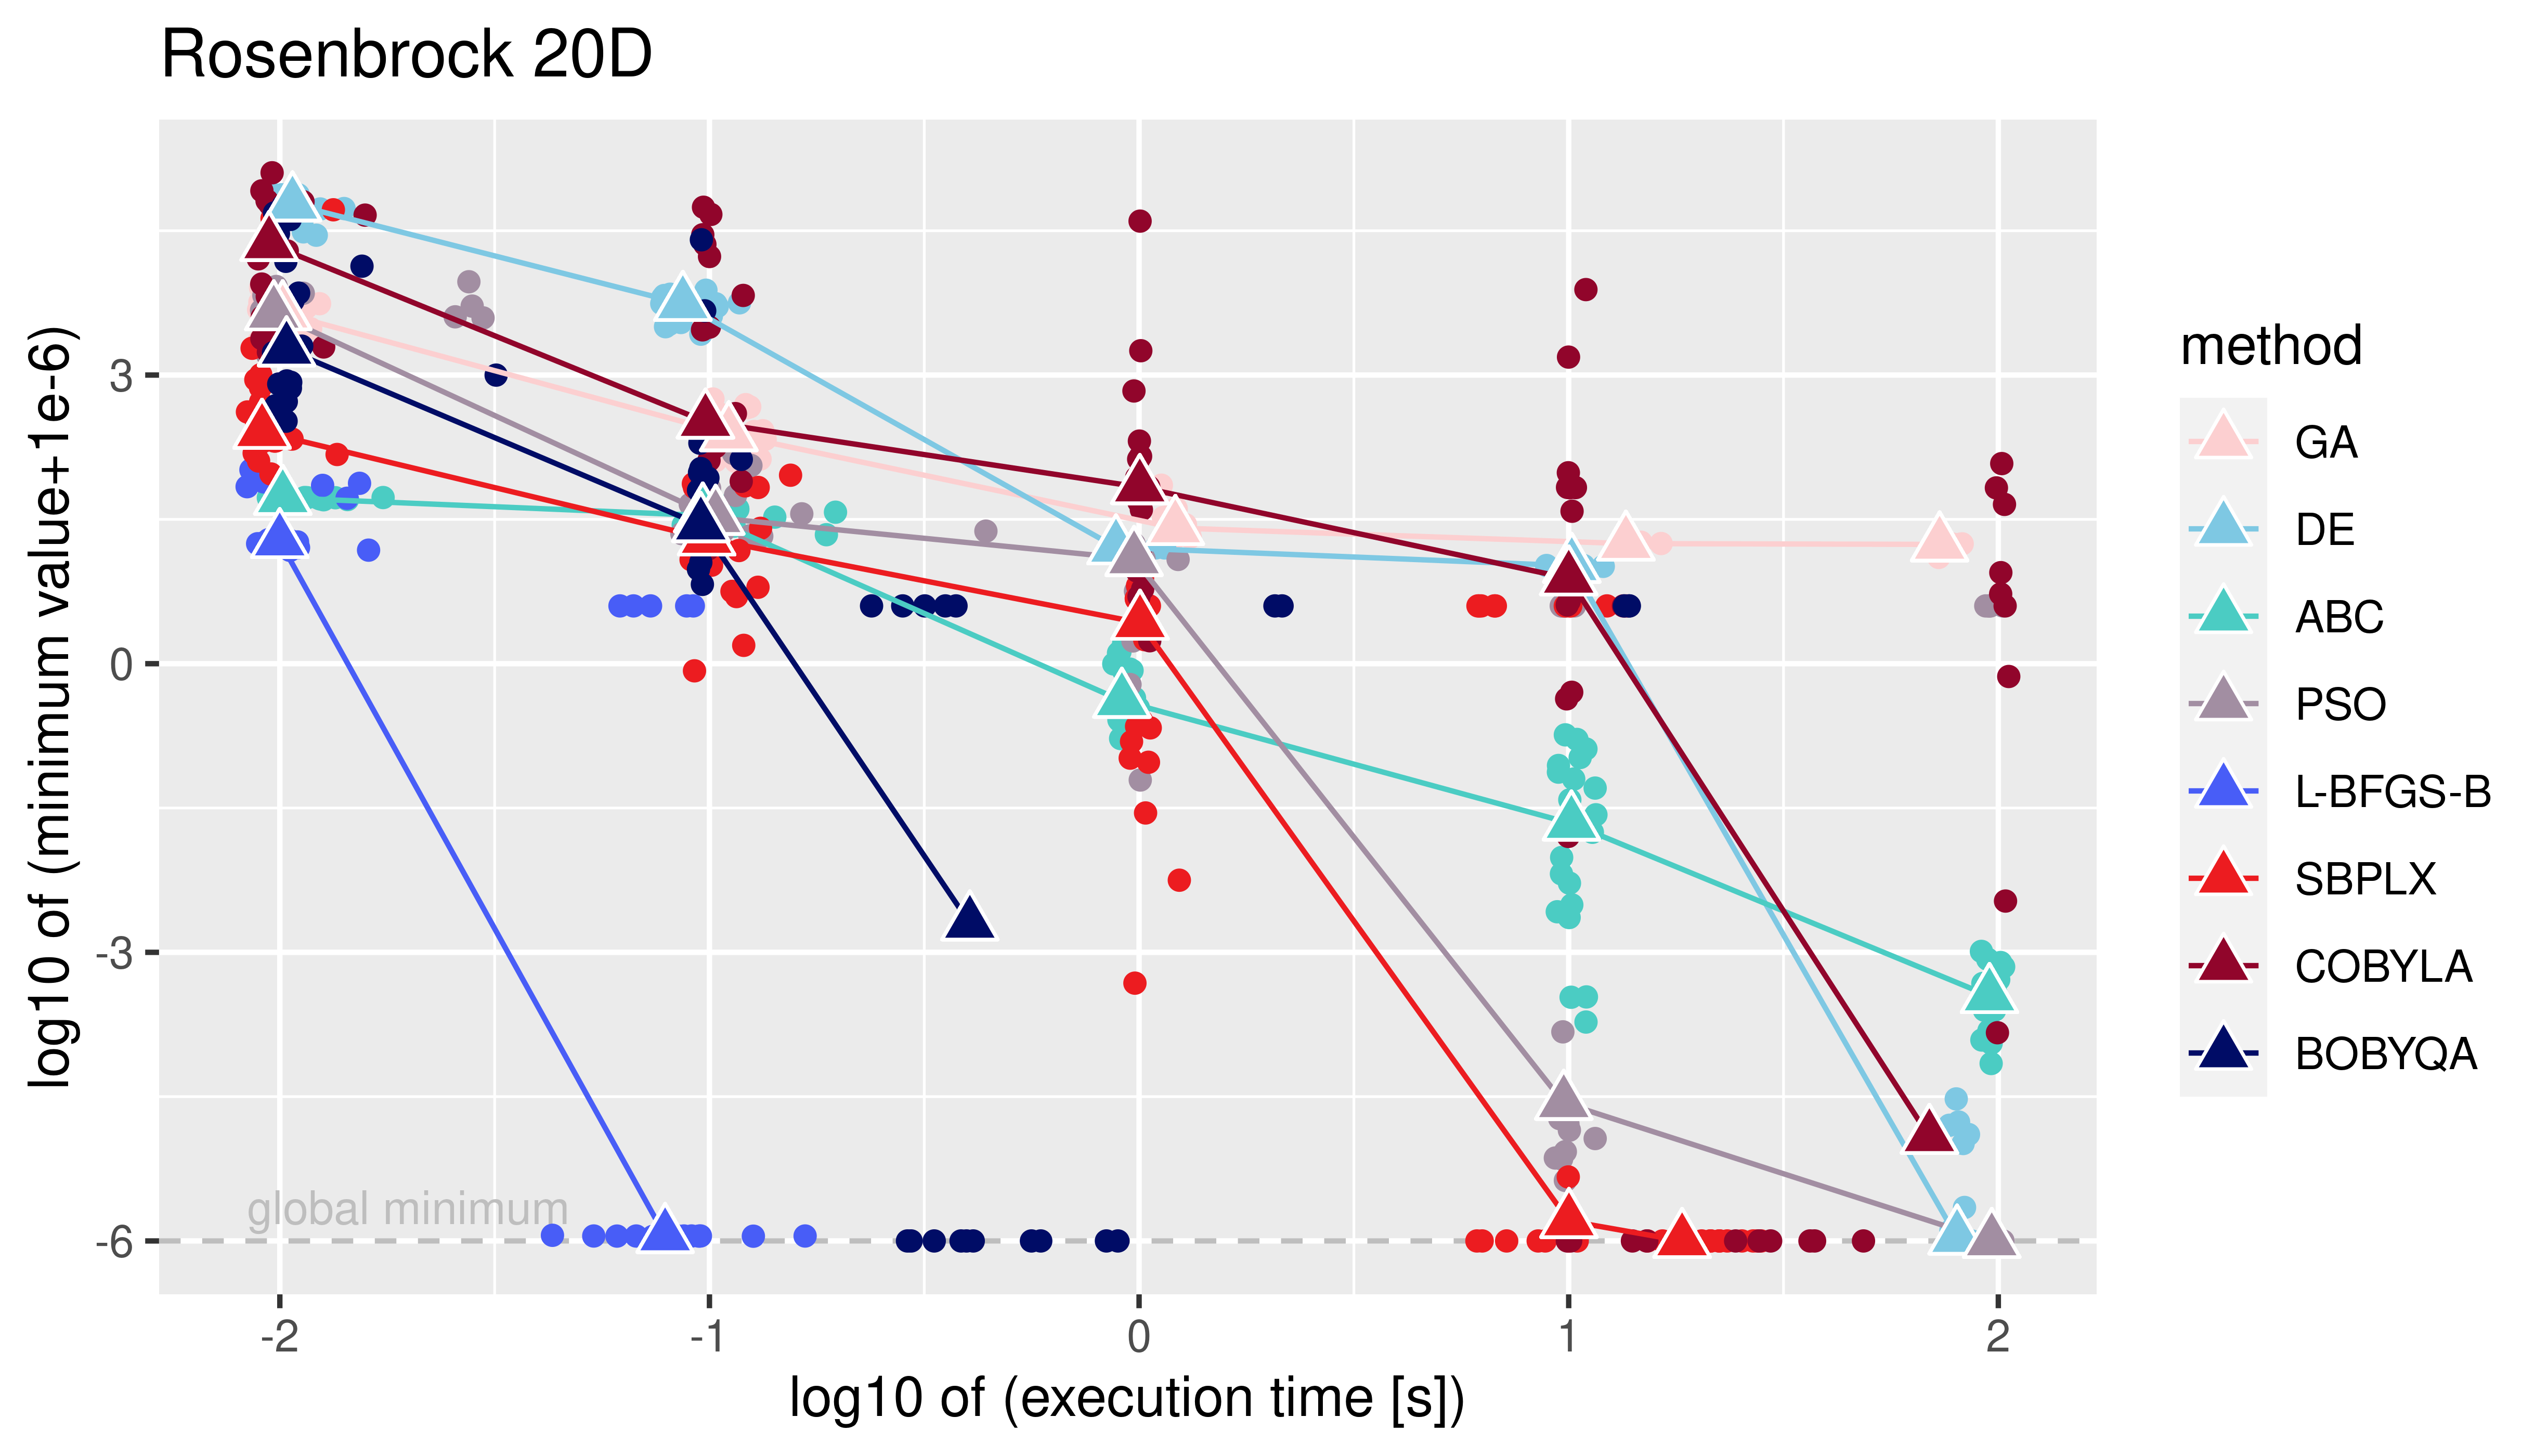 Rosenbrock 20D
log10 of (minimum value+1e-6)
3
0
-3
-6
global minimum
-2
-1
0
1
2
log10 of (execution time [s])
method
GA
DE
ABC
PSO
L-BFGS-B
SBPLX
COBYLA
BOBYQA